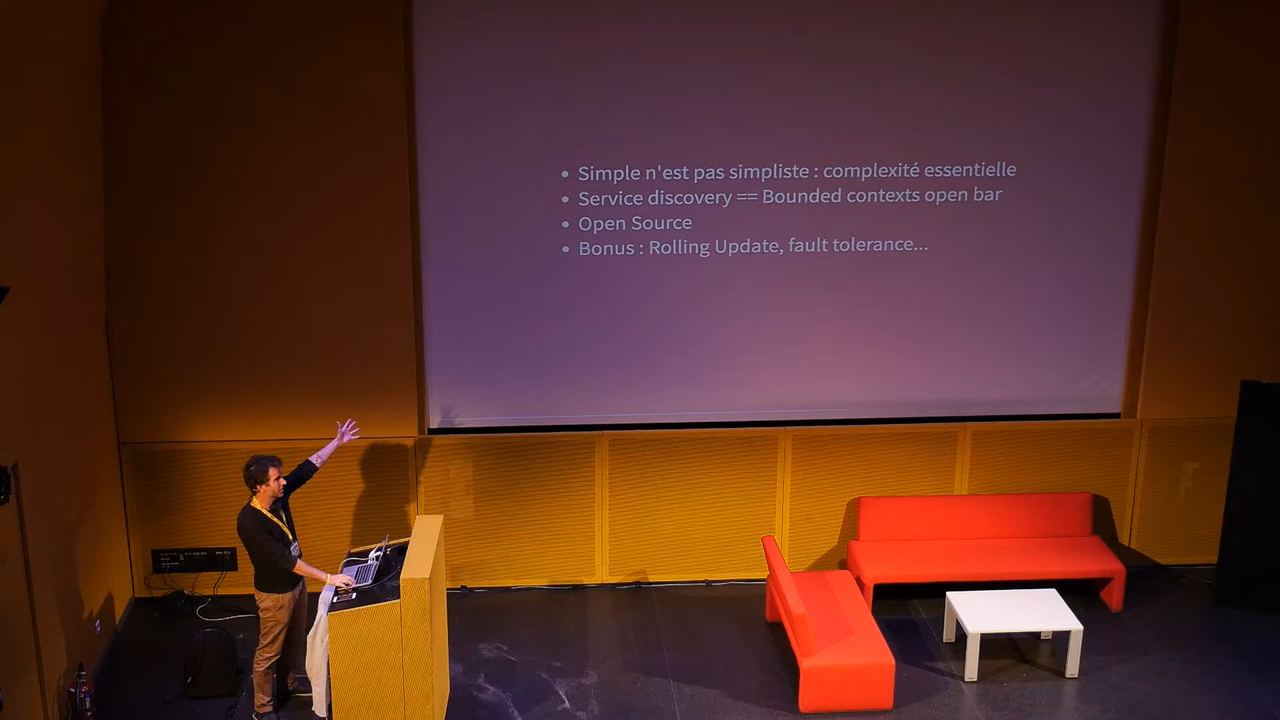 Simple n'est pas simpliste : complexité essentielle
Service discovery == Bounded contexts open bar
Open Source
Bonus : Rolling Update, fault tolerance...